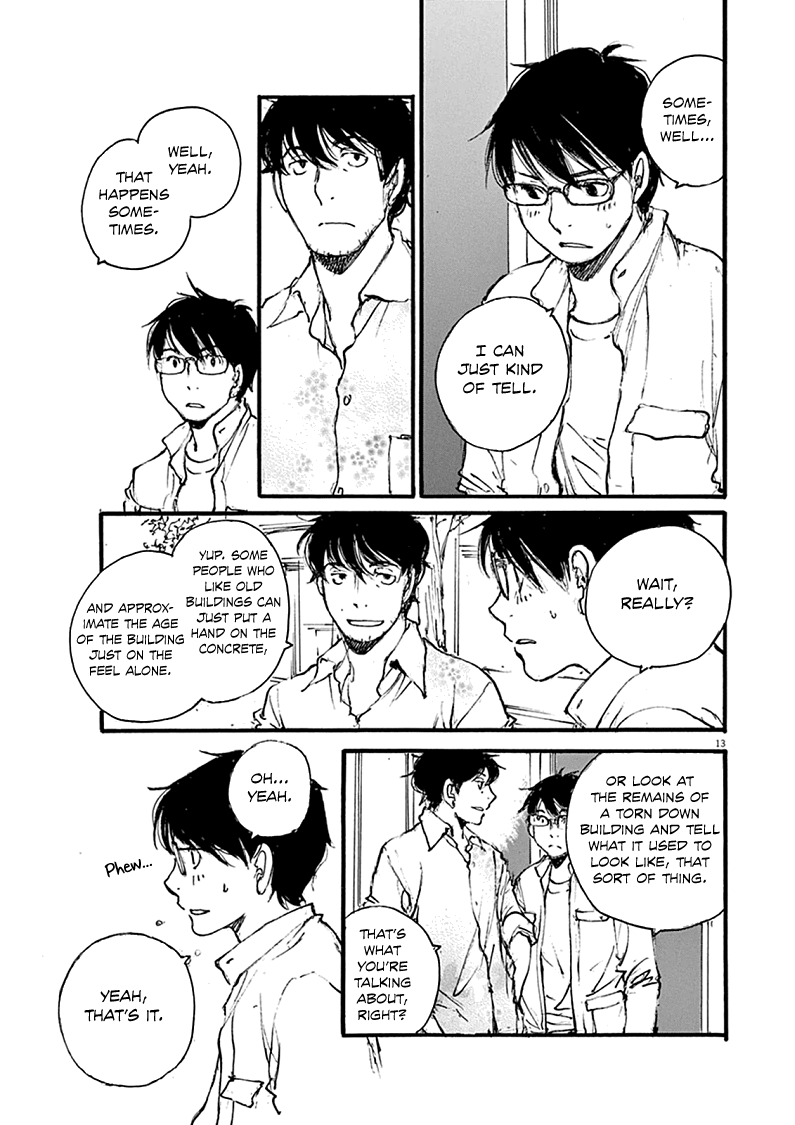 SOME-
TIMES,
WELL...
I CAN
JUST KIND
OF TELL.
WELL,
YEAH.
THAT
HAPPENS
SOME-
TIMES.
WAIT,
REALLY?
YUP. SOME
PEOPLE WHO
LIKE OLD
BUILDINGS CAN
JUST PUT A
HAND ON THE
CONCRETE,
AND APPROX-
IMATE THE AGE
OF THE BUILDING
JUST ON THE
FEEL ALONE.
13
OR LOOK AT
THE REMAINS OF
A TORN DOWN
BUILDING AND TELL
WHAT IT USED TO
LOOK LIKE, THAT
SORT OF THING.
THAT'S
WHAT
YOU'RE
TALKING
ABOUT,
RIGHT?
OH...
YEAH.
Phew...
YEAH,
THAT'S IT.